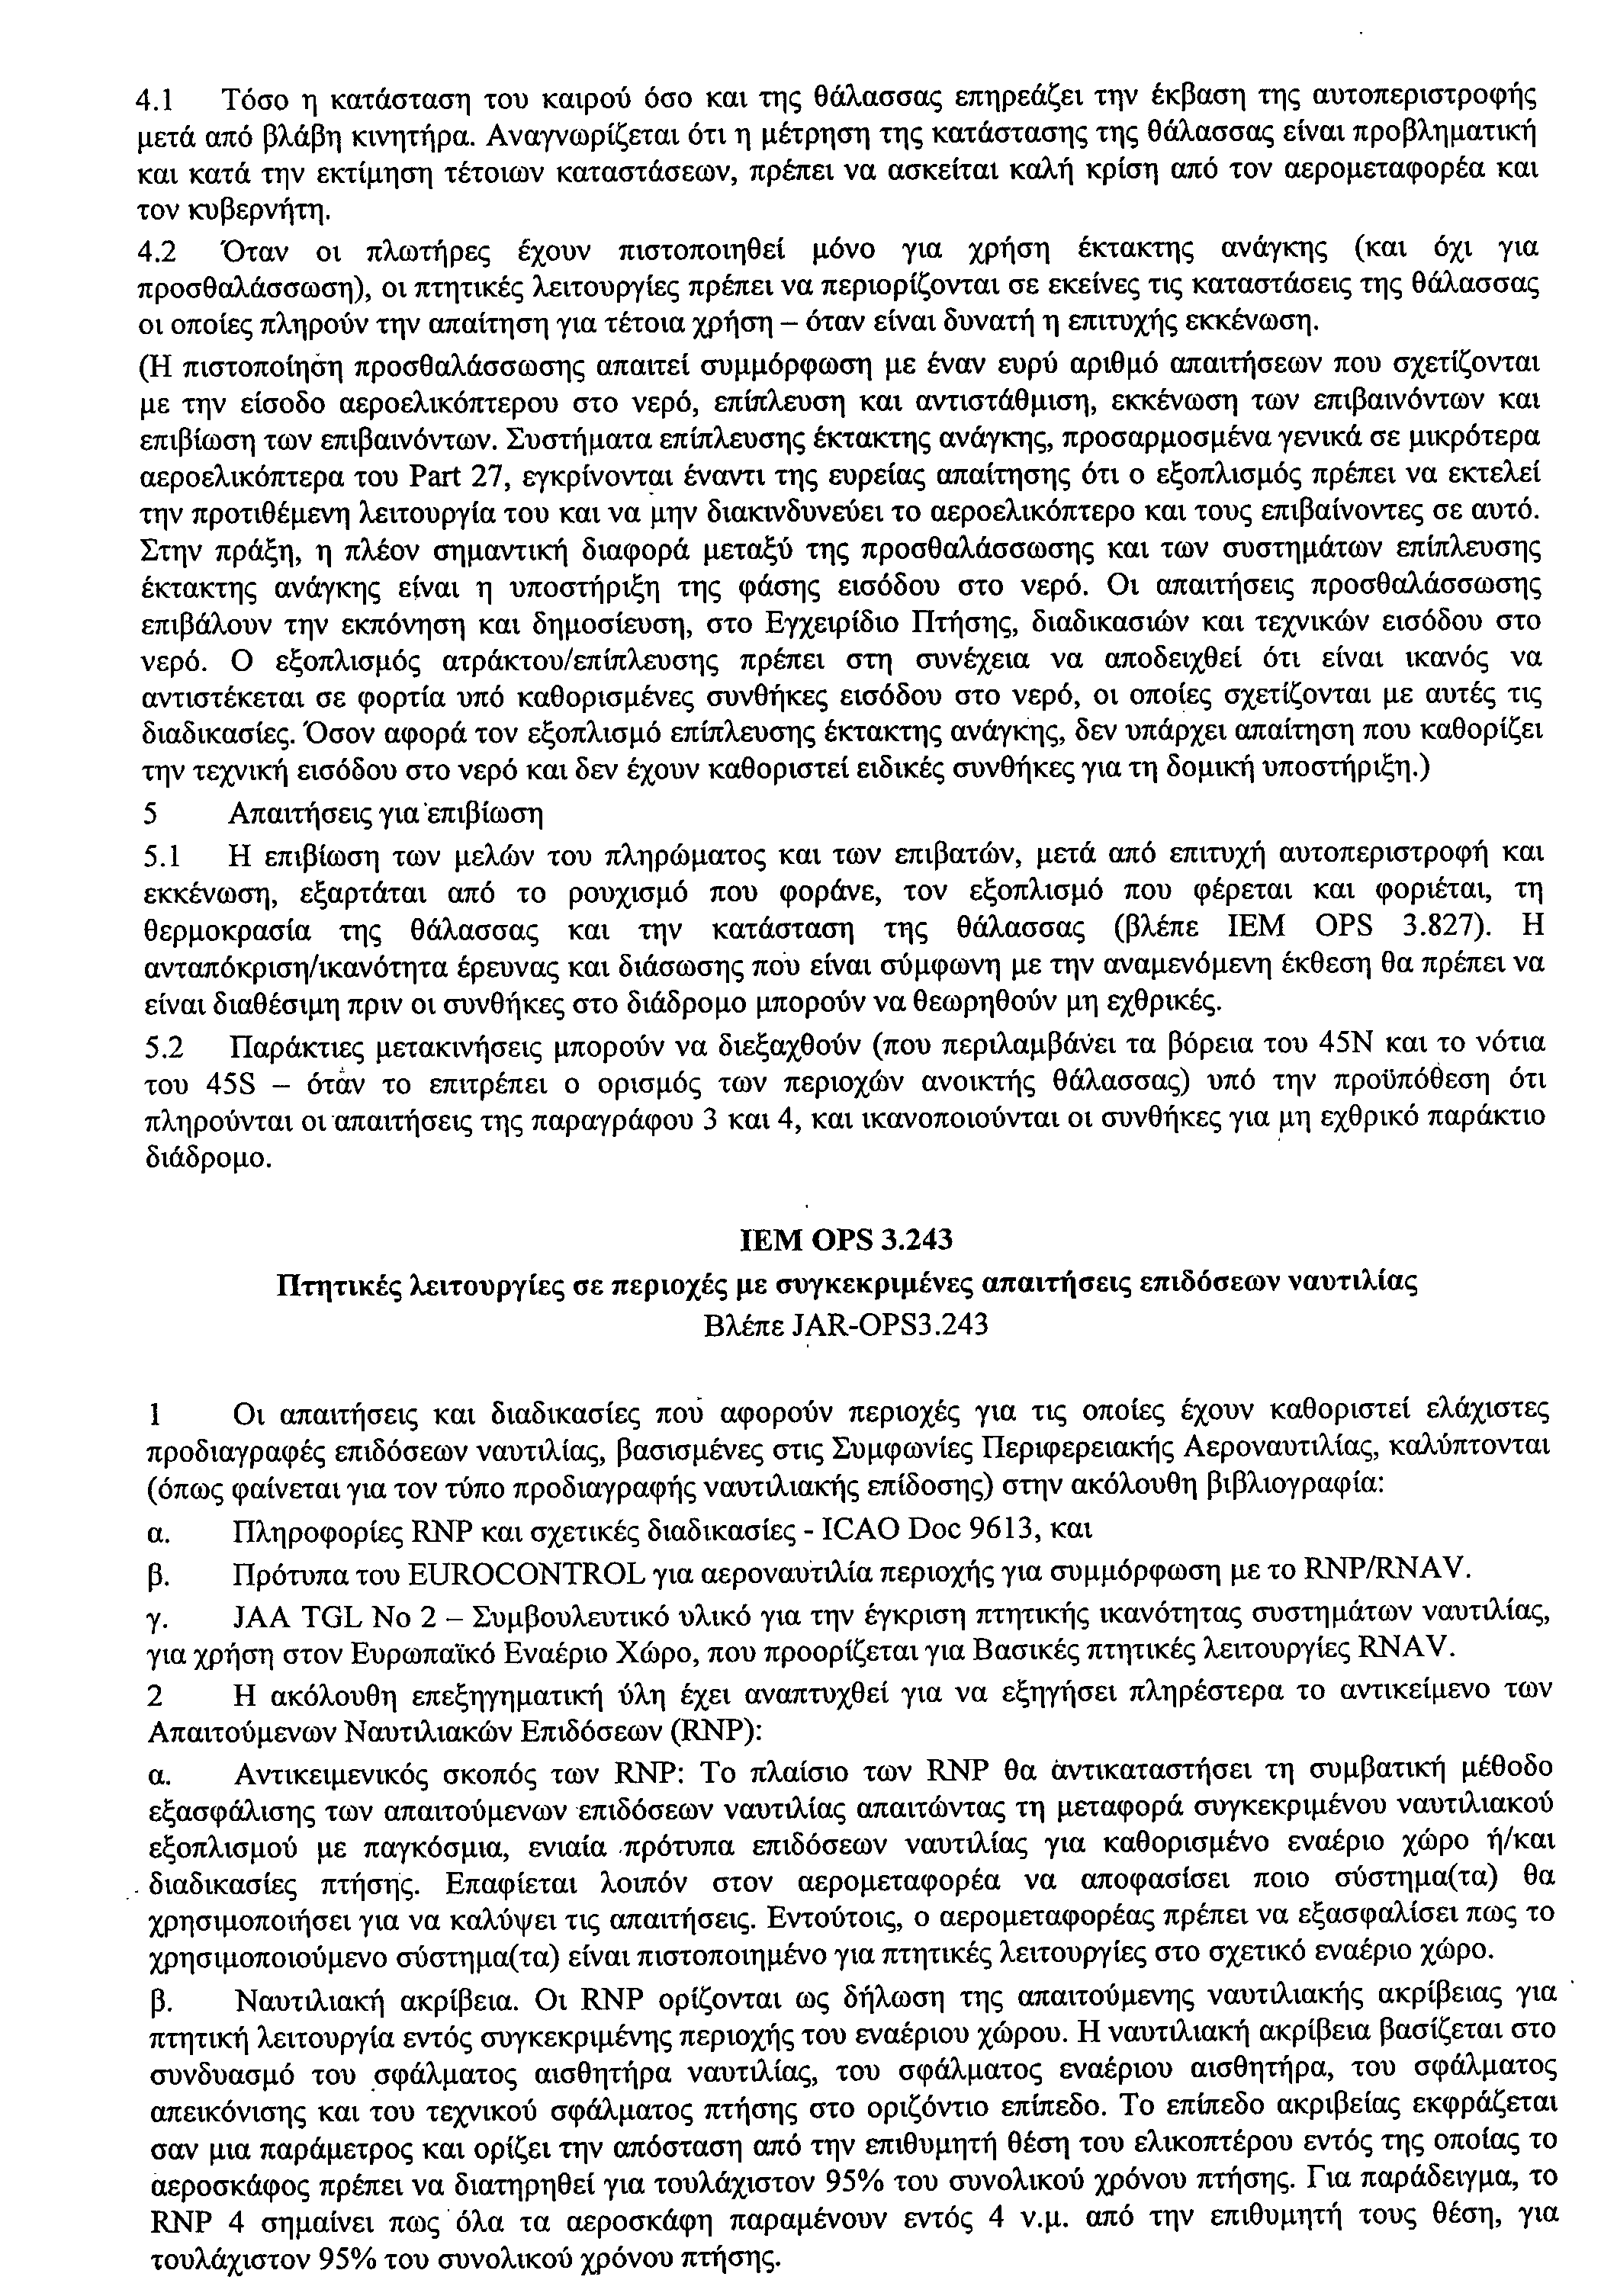 4.1 Τόσο η κατάσταση του καιρού όσο και της θάλασσας επηρεάζει την έκβαση της αυτοπεριστροφής
μετά από βλάβη κινητήρα. Αναγνωρίζεται ότι η μέτρηση της κατάστασης της θάλασσας είναι προβληματική
και κατά την εκτίμηση τέτοιων καταστάσεων, πρέπει να ασκείται καλή κρίση από τον αερομεταφορέα και
τον κυβερνήτη.
4.2 Όταν οι πλωτήρες έχουν πιστοποιηθεί μόνο για χρήση έκτακτης ανάγκης (και όχι για
προσθαλάσσωση), οι πτητικές λειτουργίες πρέπει να περιορίζονται σε εκείνες τις καταστάσεις της θάλασσας
οι οποίες πληρούν την απαίτηση για τέτοια χρήση – όταν είναι δυνατή η επιτυχής εκκένωση.
(Η πιστοποίηση προσθαλάσσωσης απαιτεί συμμόρφωση με έναν ευρύ αριθμό απαιτήσεων που σχετίζονται
με την είσοδο αεροελικόπτερου στο νερό, επίπλευση και αντιστάθμιση, εκκένωση των επιβαινόντων και
επιβίωση των επιβαινόντων. Συστήματα επίπλευσης έκτακτης ανάγκης, προσαρμοσμένα γενικά σε μικρότερα
αεροελικόπτερα του Part 27, εγκρίνονται έναντι της ευρείας απαίτησης ότι ο εξοπλισμός πρέπει να εκτελεί
την προτιθέμενη λειτουργία του και να μην διακινδυνεύει το αεροελικόπτερο και τους επιβαίνοντες σε αυτό.
Στην πράξη, η πλέον σημαντική διαφορά μεταξύ της προσθαλάσσωσης και των συστημάτων επίπλευσης
έκτακτης ανάγκης είναι η υποστήριξη της φάσης εισόδου στο νερό. Οι απαιτήσεις προσθαλάσσωσης
επιβάλουν την εκπόνηση και δημοσίευση, στο Εγχειρίδιο Πτήσης, διαδικασιών και τεχνικών εισόδου στο
νερό. Ο εξοπλισμός ατράκτου/επίπλευσης πρέπει στη συνέχεια να αποδειχθεί ότι είναι ικανός να
αντιστέκεται σε φορτία υπό καθορισμένες συνθήκες εισόδου στο νερό, οι οποίες σχετίζονται με αυτές τις
διαδικασίες. Όσον αφορά τον εξοπλισμό επίπλευσης έκτακτης ανάγκης, δεν υπάρχει απαίτηση που καθορίζει
την τεχνική εισόδου στο νερό και δεν έχουν καθοριστεί ειδικές συνθήκες για τη δομική υποστήριξη.)
5 Απαιτήσεις για επιβίωση
5.1 Η επιβίωση των μελών του πληρώματος και των επιβατών, μετά από επιτυχή αυτοπεριστροφή και
εκκένωση, εξαρτάται από το ρουχισμό που φοράνε, τον εξοπλισμό που φέρεται και φοριέται, τη
θερμοκρασία της θάλασσας και την κατάσταση της θάλασσας (βλέπε IEM OPS 3.827). Η
ανταπόκριση/ικανότητα έρευνας και διάσωσης που είναι σύμφωνη με την αναμενόμενη έκθεση θα πρέπει να
είναι διαθέσιμη πριν οι συνθήκες στο διάδρομο μπορούν να θεωρηθούν μη εχθρικές.
5.2 Παράκτιες μετακινήσεις μπορούν να διεξαχθούν (που περιλαμβάνει τα βόρεια του 45N και το νότια
του 45S – όταν το επιτρέπει ο ορισμός των περιοχών ανοικτής θάλασσας) υπό την προϋπόθεση ότι
πληρούνται οι απαιτήσεις της παραγράφου 3 και 4, και ικανοποιούνται οι συνθήκες για μη εχθρικό παράκτιο
διάδρομο.
IEM OPS 3.243
Πτητικές λειτουργίες σε περιοχές με συγκεκριμένες απαιτήσεις επιδόσεων ναυτιλίας
Βλέπε JAR-OPS3.243
1 Οι απαιτήσεις και διαδικασίες που αφορούν περιοχές για τις οποίες έχουν καθοριστεί ελάχιστες
προδιαγραφές επιδόσεων ναυτιλίας, βασισμένες στις Συμφωνίες Περιφερειακής Αεροναυτιλίας, καλύπτονται
(όπως φαίνεται για τον τύπο προδιαγραφής ναυτιλιακής επίδοσης) στην ακόλουθη βιβλιογραφία:
α. Πληροφορίες RNP και σχετικές διαδικασίες - ICAO Doc 9613, και
β. Πρότυπα του EUROCONTROL για αεροναυτιλία περιοχής για συμμόρφωση με το RNP/RNAV.
γ. JAA TGL No 2 – Συμβουλευτικό υλικό για την έγκριση πτητικής ικανότητας συστημάτων ναυτιλίας,
για χρήση στον Ευρωπαϊκό Εναέριο Χώρο, που προορίζεται για Βασικές πτητικές λειτουργίες RNAV.
2 Η ακόλουθη επεξηγηματική ύλη έχει αναπτυχθεί για να εξηγήσει πληρέστερα το αντικείμενο των
Απαιτούμενων Ναυτιλιακών Επιδόσεων (RNP):
α. Αντικειμενικός σκοπός των RNP: Το πλαίσιο των RNP θα αντικαταστήσει τη συμβατική μέθοδο
εξασφάλισης των απαιτούμενων επιδόσεων ναυτιλίας απαιτώντας τη μεταφορά συγκεκριμένου ναυτιλιακού
εξοπλισμού με παγκόσμια, ενιαία πρότυπα επιδόσεων ναυτιλίας για καθορισμένο εναέριο χώρο ή/και
διαδικασίες πτήσης. Επαφίεται λοιπόν στον αερομεταφορέα να αποφασίσει ποιο σύστημα(τα) θα
χρησιμοποιήσει για να καλύψει τις απαιτήσεις. Εντούτοις, ο αερομεταφορέας πρέπει να εξασφαλίσει πως το
χρησιμοποιούμενο σύστημα(τα) είναι πιστοποιημένο για πτητικές λειτουργίες στο σχετικό εναέριο χώρο.
β. Ναυτιλιακή ακρίβεια. Οι RNP ορίζονται ως δήλωση της απαιτούμενης ναυτιλιακής ακρίβειας για
πτητική λειτουργία εντός συγκεκριμένης περιοχής του εναέριου χώρου. Η ναυτιλιακή ακρίβεια βασίζεται στο
συνδυασμό του σφάλματος αισθητήρα ναυτιλίας, του σφάλματος εναέριου αισθητήρα, του σφάλματος
απεικόνισης και του τεχνικού σφάλματος πτήσης στο οριζόντιο επίπεδο. Το επίπεδο ακριβείας εκφράζεται
σαν μια παράμετρος και ορίζει την απόσταση από την επιθυμητή θέση του ελικοπτέρου εντός της οποίας το
αεροσκάφος πρέπει να διατηρηθεί για τουλάχιστον 95% του συνολικού χρόνου πτήσης. Για παράδειγμα, το
RNP 4 σημαίνει πως όλα τα αεροσκάφη παραμένουν εντός 4 ν.μ. από την επιθυμητή τους θέση, για
τουλάχιστον 95% του συνολικού χρόνου πτήσης.